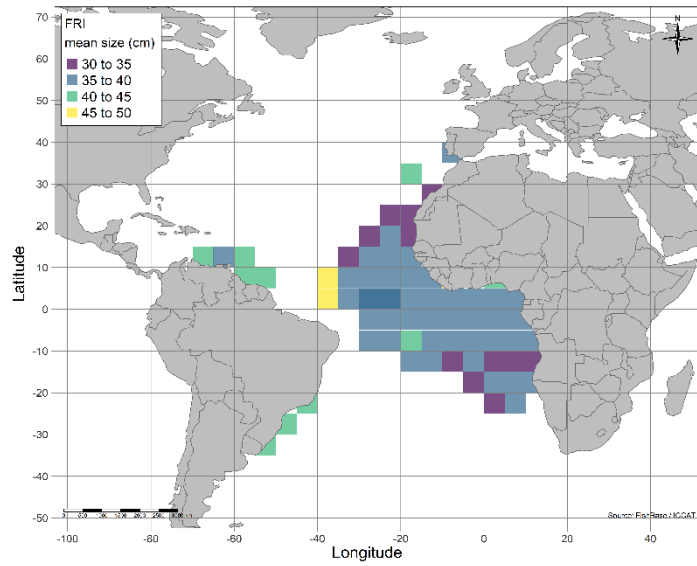 FRI
mean size (cm)
30 to 35
35 to 40
40 to 45
45 to 50
N
70
60
50
40
30
20
10
0
-10
-20
-30
-40
-50
Latitude
-100
-80
-60
-40
-20
0
20
40
Longitude
Source: FishBase / ICCAT